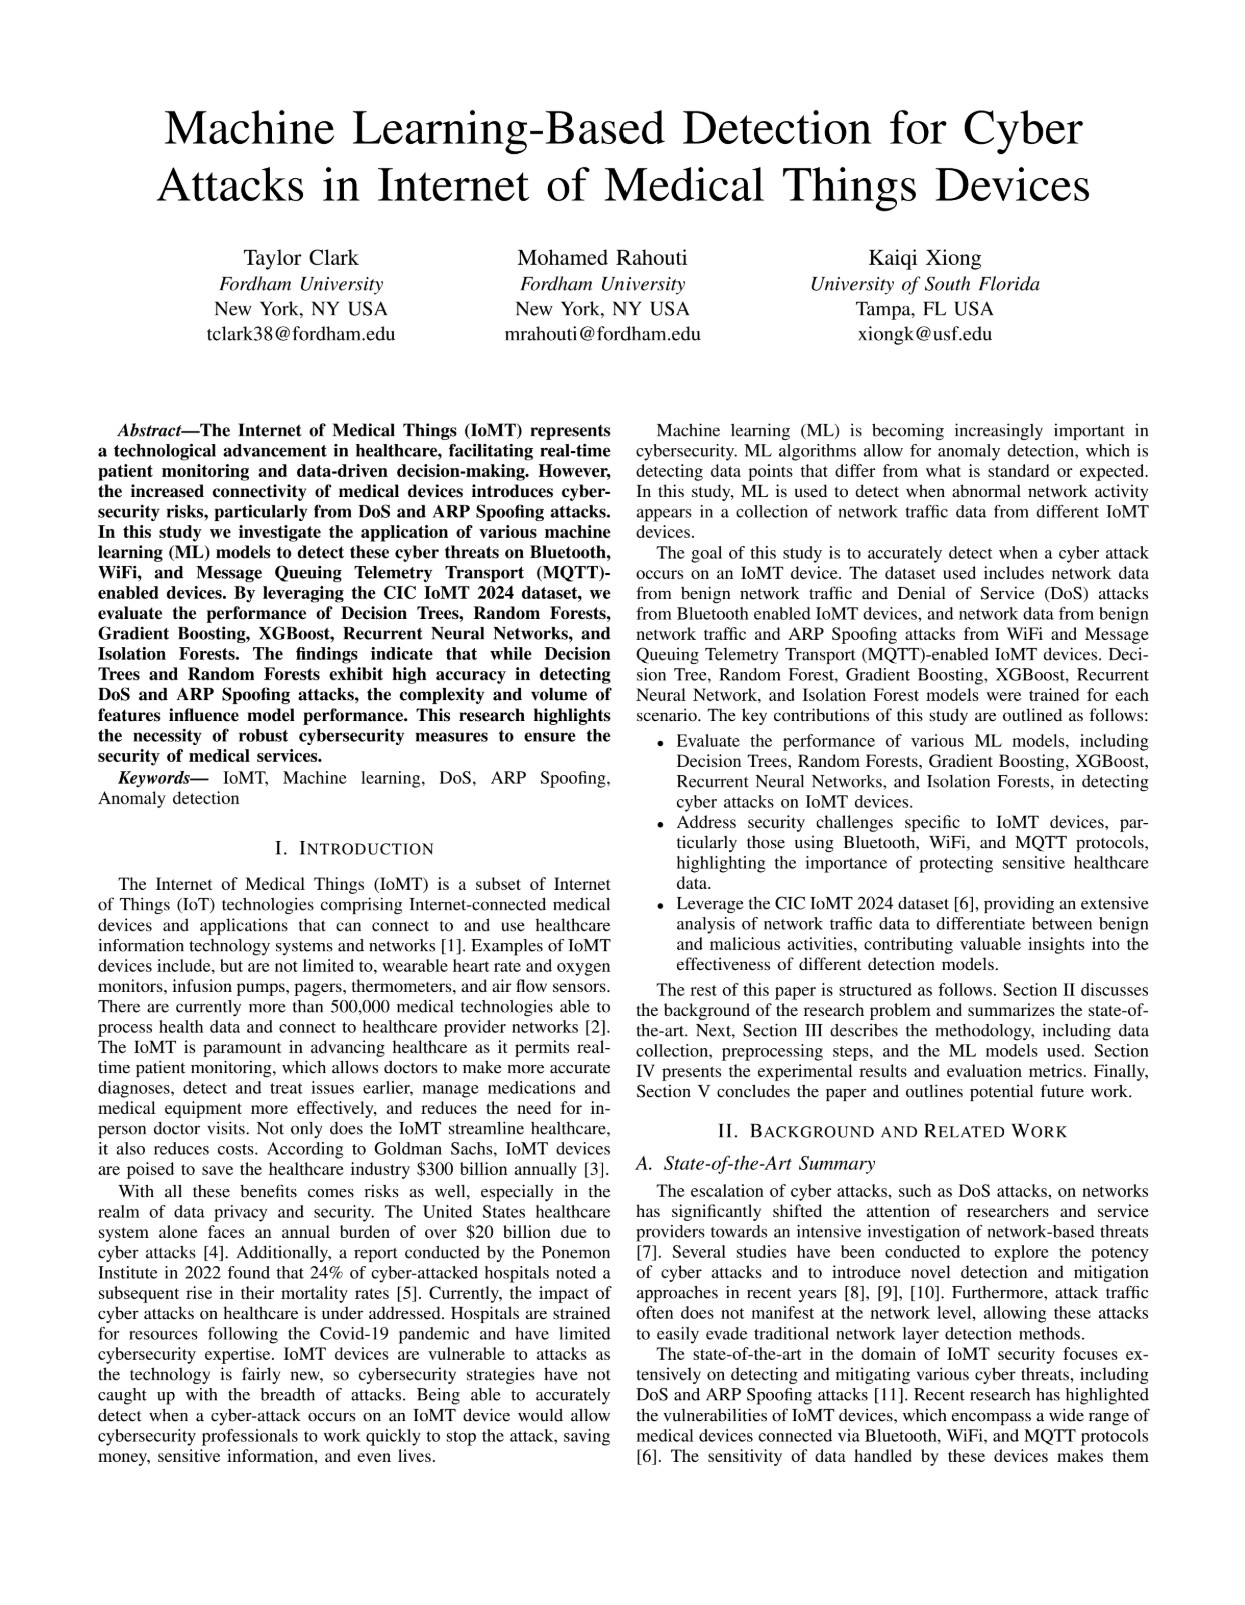 Machine Learning-Based Detection for Cyber
Attacks in Internet of Medical Things Devices
Taylor Clark
Fordham University
New York, NY USA
tclark38@fordham.edu
Mohamed Rahouti
Fordham University
New York, NY USA
mrahouti@fordham.edu
Kaiqi Xiong
University of South Florida
Tampa, FL USA
xiongk@usf.edu
Abstract—The Internet of Medical Things (IoMT) represents
a technological advancement in healthcare, facilitating real-time
patient monitoring and data-driven decision-making. However,
the increased connectivity of medical devices introduces cyber-
security risks, particularly from DoS and ARP Spoofing attacks.
In this study we investigate the application of various machine
learning (ML) models to detect these cyber threats on Bluetooth,
WiFi, and Message Queuing Telemetry Transport (MQTT)-
enabled devices. By leveraging the CIC IoMT 2024 dataset, we
evaluate the performance of Decision Trees, Random Forests,
Gradient Boosting, XGBoost, Recurrent Neural Networks, and
Isolation Forests. The findings indicate that while Decision
Trees and Random Forests exhibit high accuracy in detecting
DoS and ARP Spoofing attacks, the complexity and volume of
features influence model performance. This research highlights
the necessity of robust cybersecurity measures to ensure the
security of medical services.
Keywords— IoMT, Machine learning, DoS, ARP Spoofing,
Anomaly detection
I. INTRODUCTION
The Internet of Medical Things (IoMT) is a subset of Internet
of Things (IoT) technologies comprising Internet-connected medical
devices and applications that can connect to and use healthcare
information technology systems and networks [1]. Examples of IoMT
devices include, but are not limited to, wearable heart rate and oxygen
monitors, infusion pumps, pagers, thermometers, and air flow sensors.
There are currently more than 500,000 medical technologies able to
process health data and connect to healthcare provider networks [2].
The IoMT is paramount in advancing healthcare as it permits real-
time patient monitoring, which allows doctors to make more accurate
diagnoses, detect and treat issues earlier, manage medications and
medical equipment more effectively, and reduces the need for in-
person doctor visits. Not only does the IoMT streamline healthcare,
it also reduces costs. According to Goldman Sachs, IoMT devices
are poised to save the healthcare industry $300 billion annually [3].
With all these benefits comes risks as well, especially in the
realm of data privacy and security. The United States healthcare
system alone faces an annual burden of over $20 billion due to
cyber attacks [4]. Additionally, a report conducted by the Ponemon
Institute in 2022 found that 24% of cyber-attacked hospitals noted a
subsequent rise in their mortality rates [5]. Currently, the impact of
cyber attacks on healthcare is under addressed. Hospitals are strained
for resources following the Covid-19 pandemic and have limited
cybersecurity expertise. IoMT devices are vulnerable to attacks as
the technology is fairly new, so cybersecurity strategies have not
caught up with the breadth of attacks. Being able to accurately
detect when a cyber-attack occurs on an IoMT device would allow
cybersecurity professionals to work quickly to stop the attack, saving
money, sensitive information, and even lives.
Machine learning (ML) is becoming increasingly important in
cybersecurity. ML algorithms allow for anomaly detection, which is
detecting data points that differ from what is standard or expected.
In this study, ML is used to detect when abnormal network activity
appears in a collection of network traffic data from different IoMT
devices.
The goal of this study is to accurately detect when a cyber attack
occurs on an IoMT device. The dataset used includes network data
from benign network traffic and Denial of Service (DoS) attacks
from Bluetooth enabled IoMT devices, and network data from benign
network traffic and ARP Spoofing attacks from WiFi and Message
Queuing Telemetry Transport (MQTT)-enabled IoMT devices. Deci-
sion Tree, Random Forest, Gradient Boosting, XGBoost, Recurrent
Neural Network, and Isolation Forest models were trained for each
scenario. The key contributions of this study are outlined as follows:
• Evaluate the performance of various ML models, including
Decision Trees, Random Forests, Gradient Boosting, XGBoost,
Recurrent Neural Networks, and Isolation Forests, in detecting
cyber attacks on IoMT devices.
• Address security challenges specific to IoMT devices, par-
ticularly those using Bluetooth, WiFi, and MQTT protocols,
highlighting the importance of protecting sensitive healthcare
data.
• Leverage the CIC IoMT 2024 dataset [6], providing an extensive
analysis of network traffic data to differentiate between benign
and malicious activities, contributing valuable insights into the
effectiveness of different detection models.
The rest of this paper is structured as follows. Section II discusses
the background of the research problem and summarizes the state-of-
the-art. Next, Section III describes the methodology, including data
collection, preprocessing steps, and the ML models used. Section
IV presents the experimental results and evaluation metrics. Finally,
Section V concludes the paper and outlines potential future work.
II. BACKGROUND AND RELATED WORK
A. State-of-the-Art Summary
The escalation of cyber attacks, such as DoS attacks, on networks
has significantly shifted the attention of researchers and service
providers towards an intensive investigation of network-based threats
[7]. Several studies have been conducted to explore the potency
of cyber attacks and to introduce novel detection and mitigation
approaches in recent years [8], [9], [10]. Furthermore, attack traffic
often does not manifest at the network level, allowing these attacks
to easily evade traditional network layer detection methods.
The state-of-the-art in the domain of IoMT security focuses ex-
tensively on detecting and mitigating various cyber threats, including
DoS and ARP Spoofing attacks [11]. Recent research has highlighted
the vulnerabilities of IoMT devices, which encompass a wide range of
medical devices connected via Bluetooth, WiFi, and MQTT protocols
[6]. The sensitivity of data handled by these devices makes them